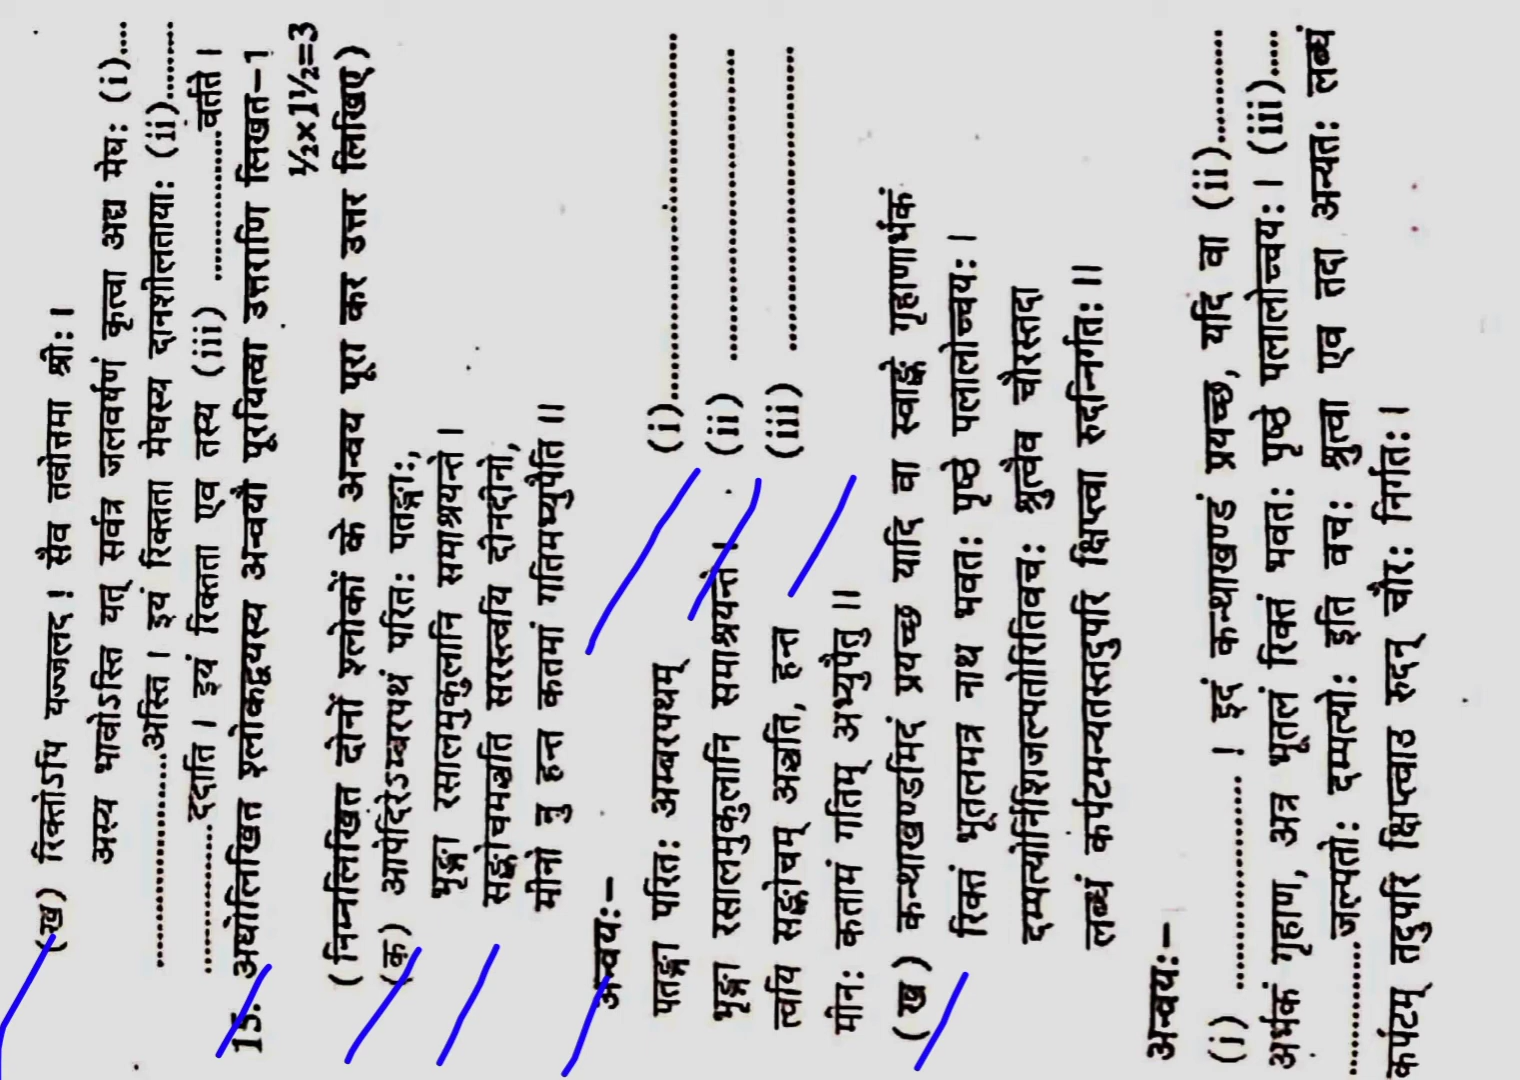 (ख) रिक्तोऽपि यज्जलद! सैव तवोत्तमा श्री:।
अस्य भावोऽस्ति यत् सर्वत्र जलवर्षणं कृत्वा अद्य मेघ: (i)....
..................अस्ति। इयं रिक्तता मेघस्य दानशीलताया: (ii)..........
............ददाति। इयं रिक्तता एव तस्य (iii) ..................वर्तते।
15. अधोलिखित श्लोकद्वयस्य अन्वयौ पूरयित्वा उत्तराणि लिखत-1
½x1½=3
(निम्नलिखित दोनों श्लोकों के अन्वय पूरा कर उत्तर लिखिए)
(क) आपेदिरेऽम्बरपथं परित: पतङ्गा:,
भृङ्गा रसालमुकुलानि समाश्रयन्ते।
सङ्कोचमञ्चति सरस्त्वयि दीनदीनो,
मीनो नु हन्त कतमां गतिमभ्युपैति॥
अन्वय:-
पतङ्गा परित: अम्बरपथम् (i)..............................
भृङ्गा रसालमुकुलानि समाश्रयन्ते। (ii) ..............................
त्वयि सङ्कोचम् अञ्चति, हन्त (iii) ..............................
मीन: कतामं गतिम् अभ्युपैतु॥
(ख) कन्थाखण्डमिदं प्रयच्छ यदि वा स्वाङ्के गृहाणार्भकं
रिक्तं भूतलमत्र नाथ भवत: पृष्ठे पलालोच्चय:।
दम्पत्योर्निशिजल्पतोरितिवच: श्रुत्वैव चौरस्तदा
लब्धं कर्पटमन्यतस्तदुपरि क्षिप्त्वा रुदन्निर्गत:॥
अन्वय:-
(i) .....................! इदं कन्थाखण्डं प्रयच्छ, यदि वा (ii)...........
अर्भकं गृहाण, अत्र भूतलं रिक्तं भवत: पृष्ठे पलालोच्चय:। (iii).....
............जल्पतो: दम्पत्यो: इति वच: श्रुत्वा एव तदा अन्यत: लब्धं
कर्पटम् तदुपरि क्षिप्त्वाउ रुदन् चौर: निर्गत:।